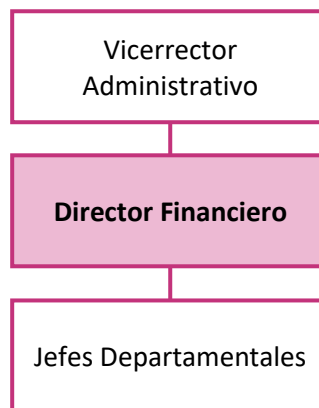 Vicerrector
Administrativo
Director Financiero
Jefes Departamentales